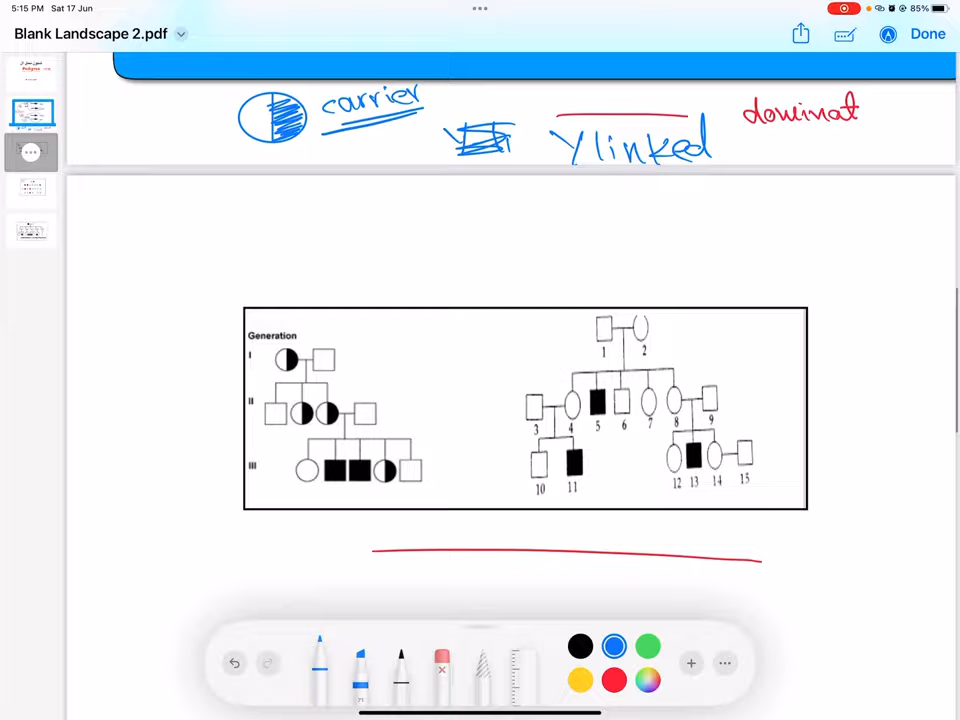 5:15 PM Sat 17 Jun
85%
Blank Landscape 2.pdf
Done
carrier
Y linked
dominat
Generation
I
II
III
1 2
3 4 5 6 7 8 9
10 11 12 13 14 15